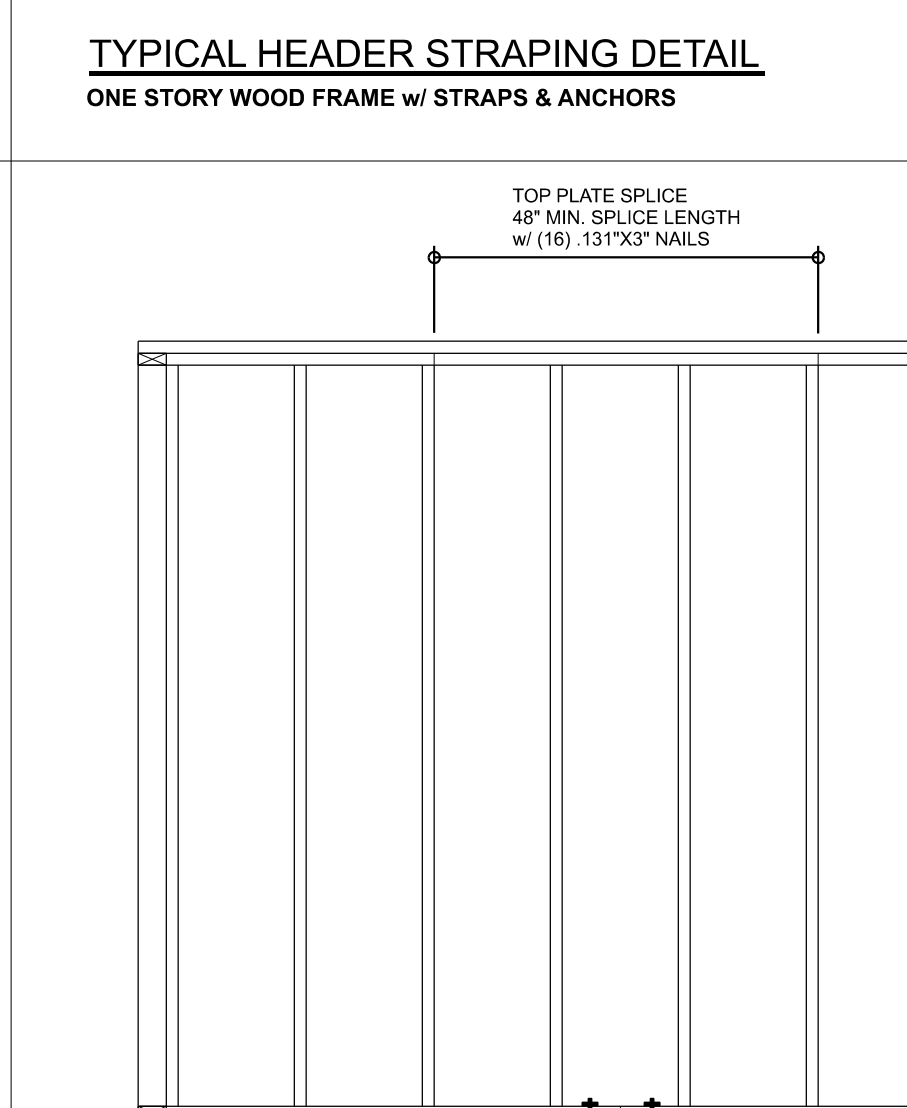 TYPICAL HEADER STRAPING DETAIL
ONE STORY WOOD FRAME w/ STRAPS & ANCHORS
TOP PLATE SPLICE
48" MIN. SPLICE LENGTH
w/ (16) .131"X3" NAILS